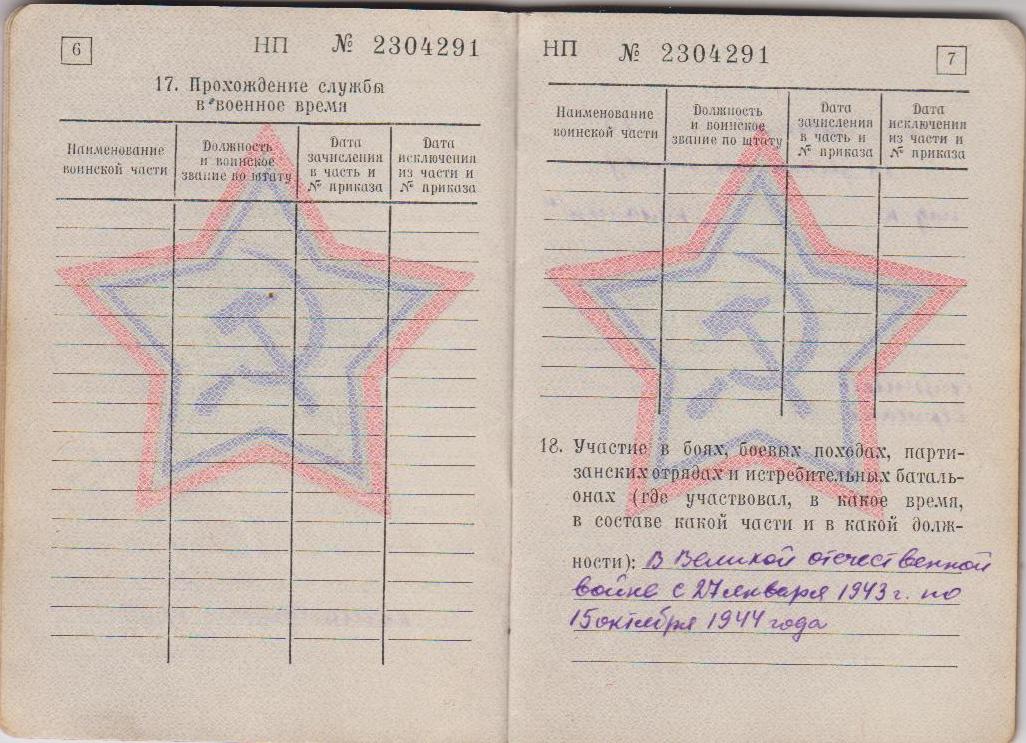 6
НП № 2304291
17. Прохождение службы
в военное время
Наименование
воинской части
Должность
и воинское
звание по штату
Дата
зачисления
в часть и
№ приказа
Дата
исключения
из части и
№ приказа
НП № 2304291
7
Наименование
воинской части
Должность
и воинское
звание по штату
Дата
зачисления
в часть и
№ приказа
Дата
исключения
из части и
№ приказа
18. Участие в боях, боевых походах, парти-
занских отрядах и истребительных баталь-
онах (где участвовал, в какое время,
в составе какой части и в какой долж-
ности): В Великой отечественной
войне с 27 января 1943 г. по
15 октября 1944 года